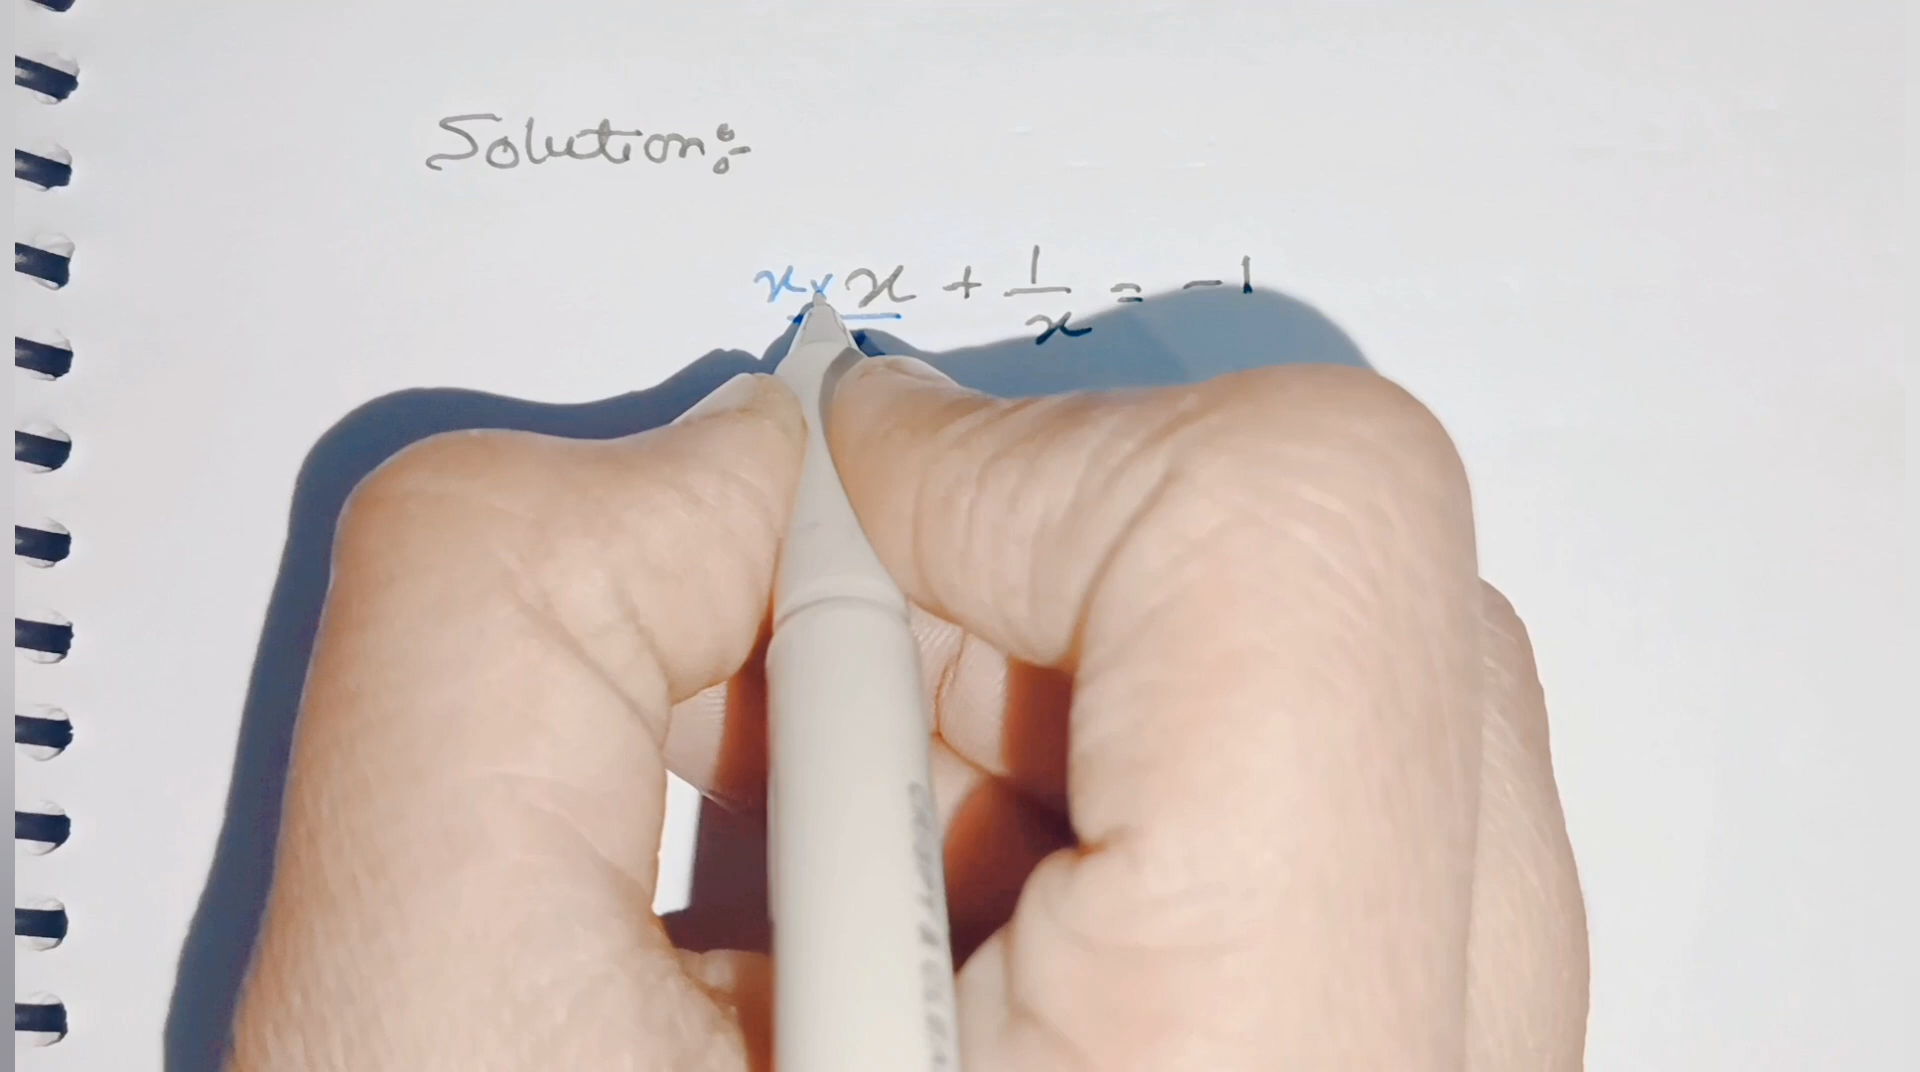 Solution:-
x × x + 1/x = -1